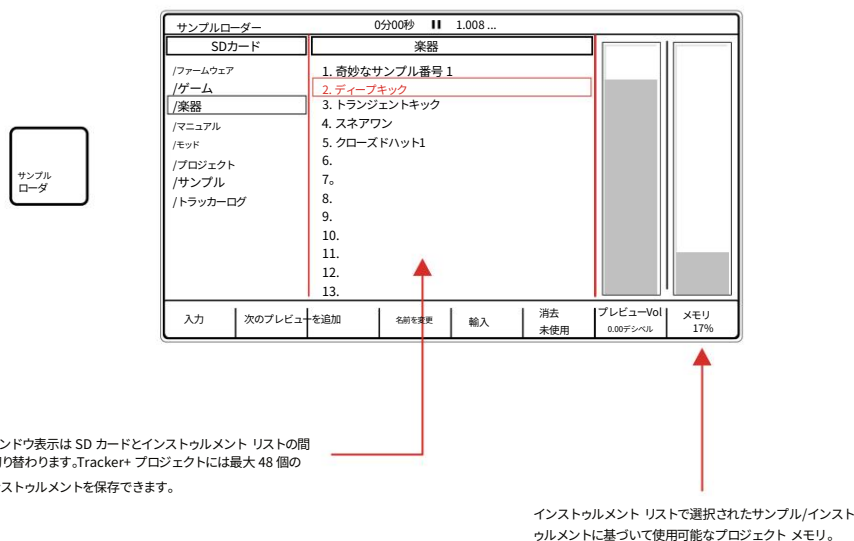 サンプルローダー 0分00秒 1.008 ...
SDカード 楽器
/ファームウェア
/ゲーム
/楽器
/マニュアル
/モッド
/プロジェクト
/サンプル
/トラッカーログ
1. 奇妙なサンプル番号 1
2. ディープキック
3. トランジェントキック
4. スネアワン
5. クローズドハット1
6.
7。
8.
9.
10.
11.
12.
13.
サンプル
ローダ
入力 次のプレビューを追加 名前を変更 輸入 消去 プレビューVol メモリ
未使用 0.00デシベル 17%
ンドウ表示は SD カードとインストゥルメント リストの間
り替わります。Tracker+ プロジェクトには最大 48 個の
ストゥルメントを保存できます。
インストゥルメント リストで選択されたサンプル/インスト
ゥルメントに基づいて使用可能なプロジェクト メモリ。